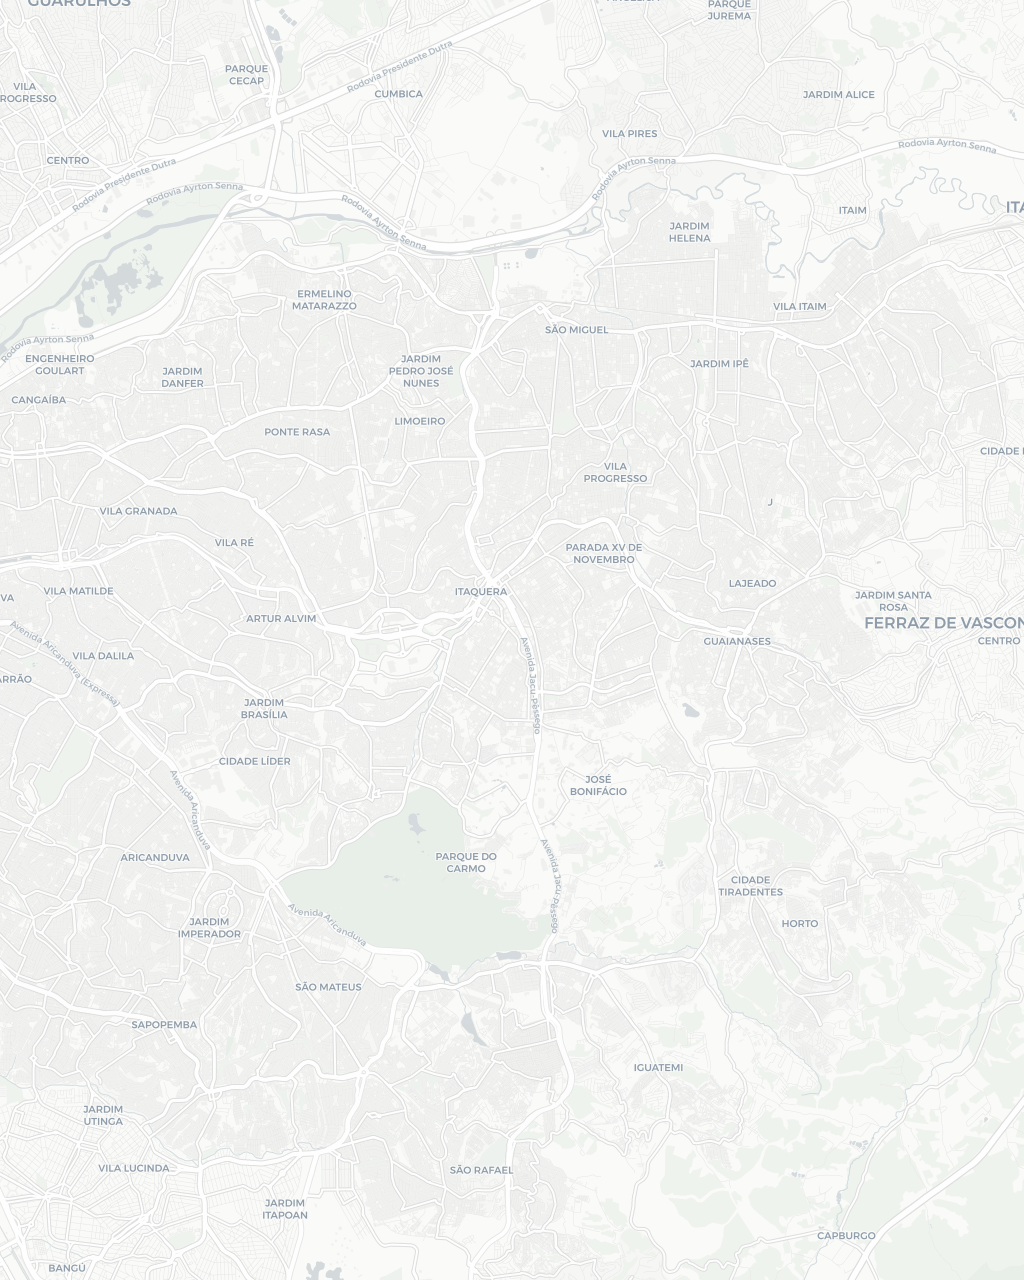 GUARULHOS
PARQUE
JUREMA
PARQUE
CECAP
VILA
Rodovia Presidente Dutra
CUMBICA
JARDIM ALICE
VILA PIRES
CENTRO
Rodovia Ayrton Senna
Rodovia Presidente Dutra
Rodovia Ayrton Senna
Rodovia Ayrton Senna
Rodovia Ayrton Senna
ITAIM
JARDIM
HELENA
ERMELINO
MATARAZZO
VILA ITAIM
SÃO MIGUEL
Rodovia Ayrton Senna
ENGENHEIRO
GOULART
JARDIM
DANFER
JARDIM
PEDRO JOSÉ
NUNES
JARDIM IPÊ
CANGAÍBA
LIMOEIRO
PONTE RASA
CIDADE
VILA
PROGRESSO
J
VILA GRANADA
VILA RÉ
PARADA XV DE
NOVEMBRO
LAJEADO
VILA MATILDE
ITAQUERA
JARDIM SANTA
ROSA
VA
ARTUR ALVIM
FERRAZ DE VASCON
GUAIANASES
CENTRO
Avenida Aricanduva (Expressa)
VILA DALILA
ARRÃO
Avenida Jacu-Pêssego
JARDIM
BRASÍLIA
CIDADE LÍDER
JOSÉ
BONIFÁCIO
Avenida Aricanduva
ARICANDUVA
PARQUE DO
CARMO
Avenida Jacu-Pêssego
CIDADE
TIRADENTES
Avenida Aricanduva
JARDIM
IMPERADOR
HORTO
SÃO MATEUS
SAPOPEMBA
IGUATEMI
JARDIM
UTINGA
VILA LUCINDA
SÃO RAFAEL
JARDIM
ITAPOAN
CAPBURGO
BANGÚ